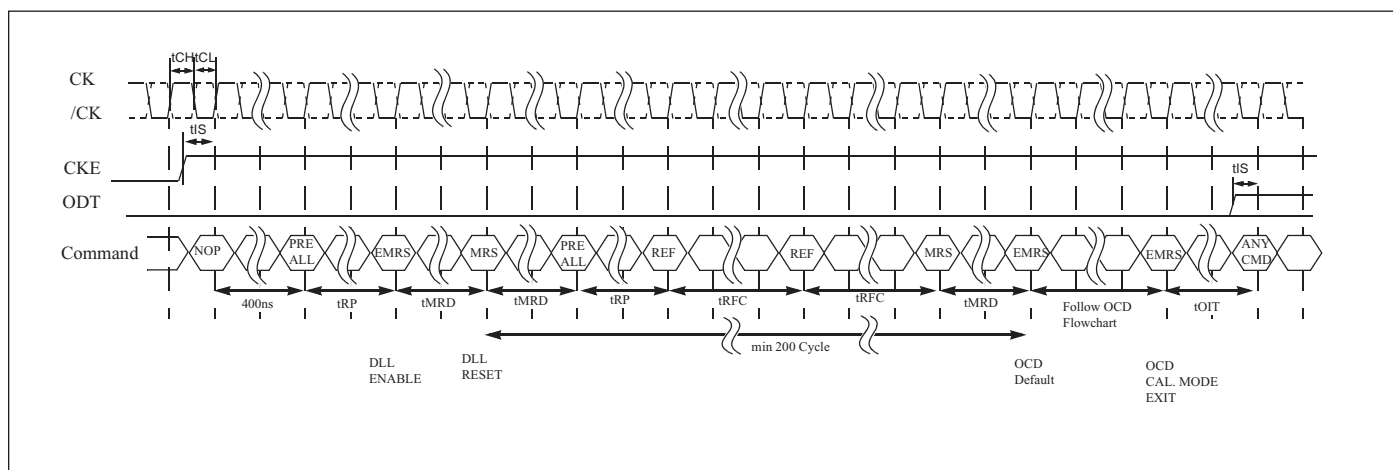 tCH tCL
CK
/CK
tIS
CKE
tIS
ODT
Command
NOP
PRE
ALL
EMRS
MRS
PRE
ALL
REF
REF
MRS
EMRS
EMRS
ANY
CMD
400ns
tRP
tMRD
tMRD
tRP
tRFC
tRFC
tMRD
Follow OCD
Flowchart
tOIT
min 200 Cycle
DLL
ENABLE
DLL
RESET
OCD
Default
OCD
CAL. MODE
EXIT